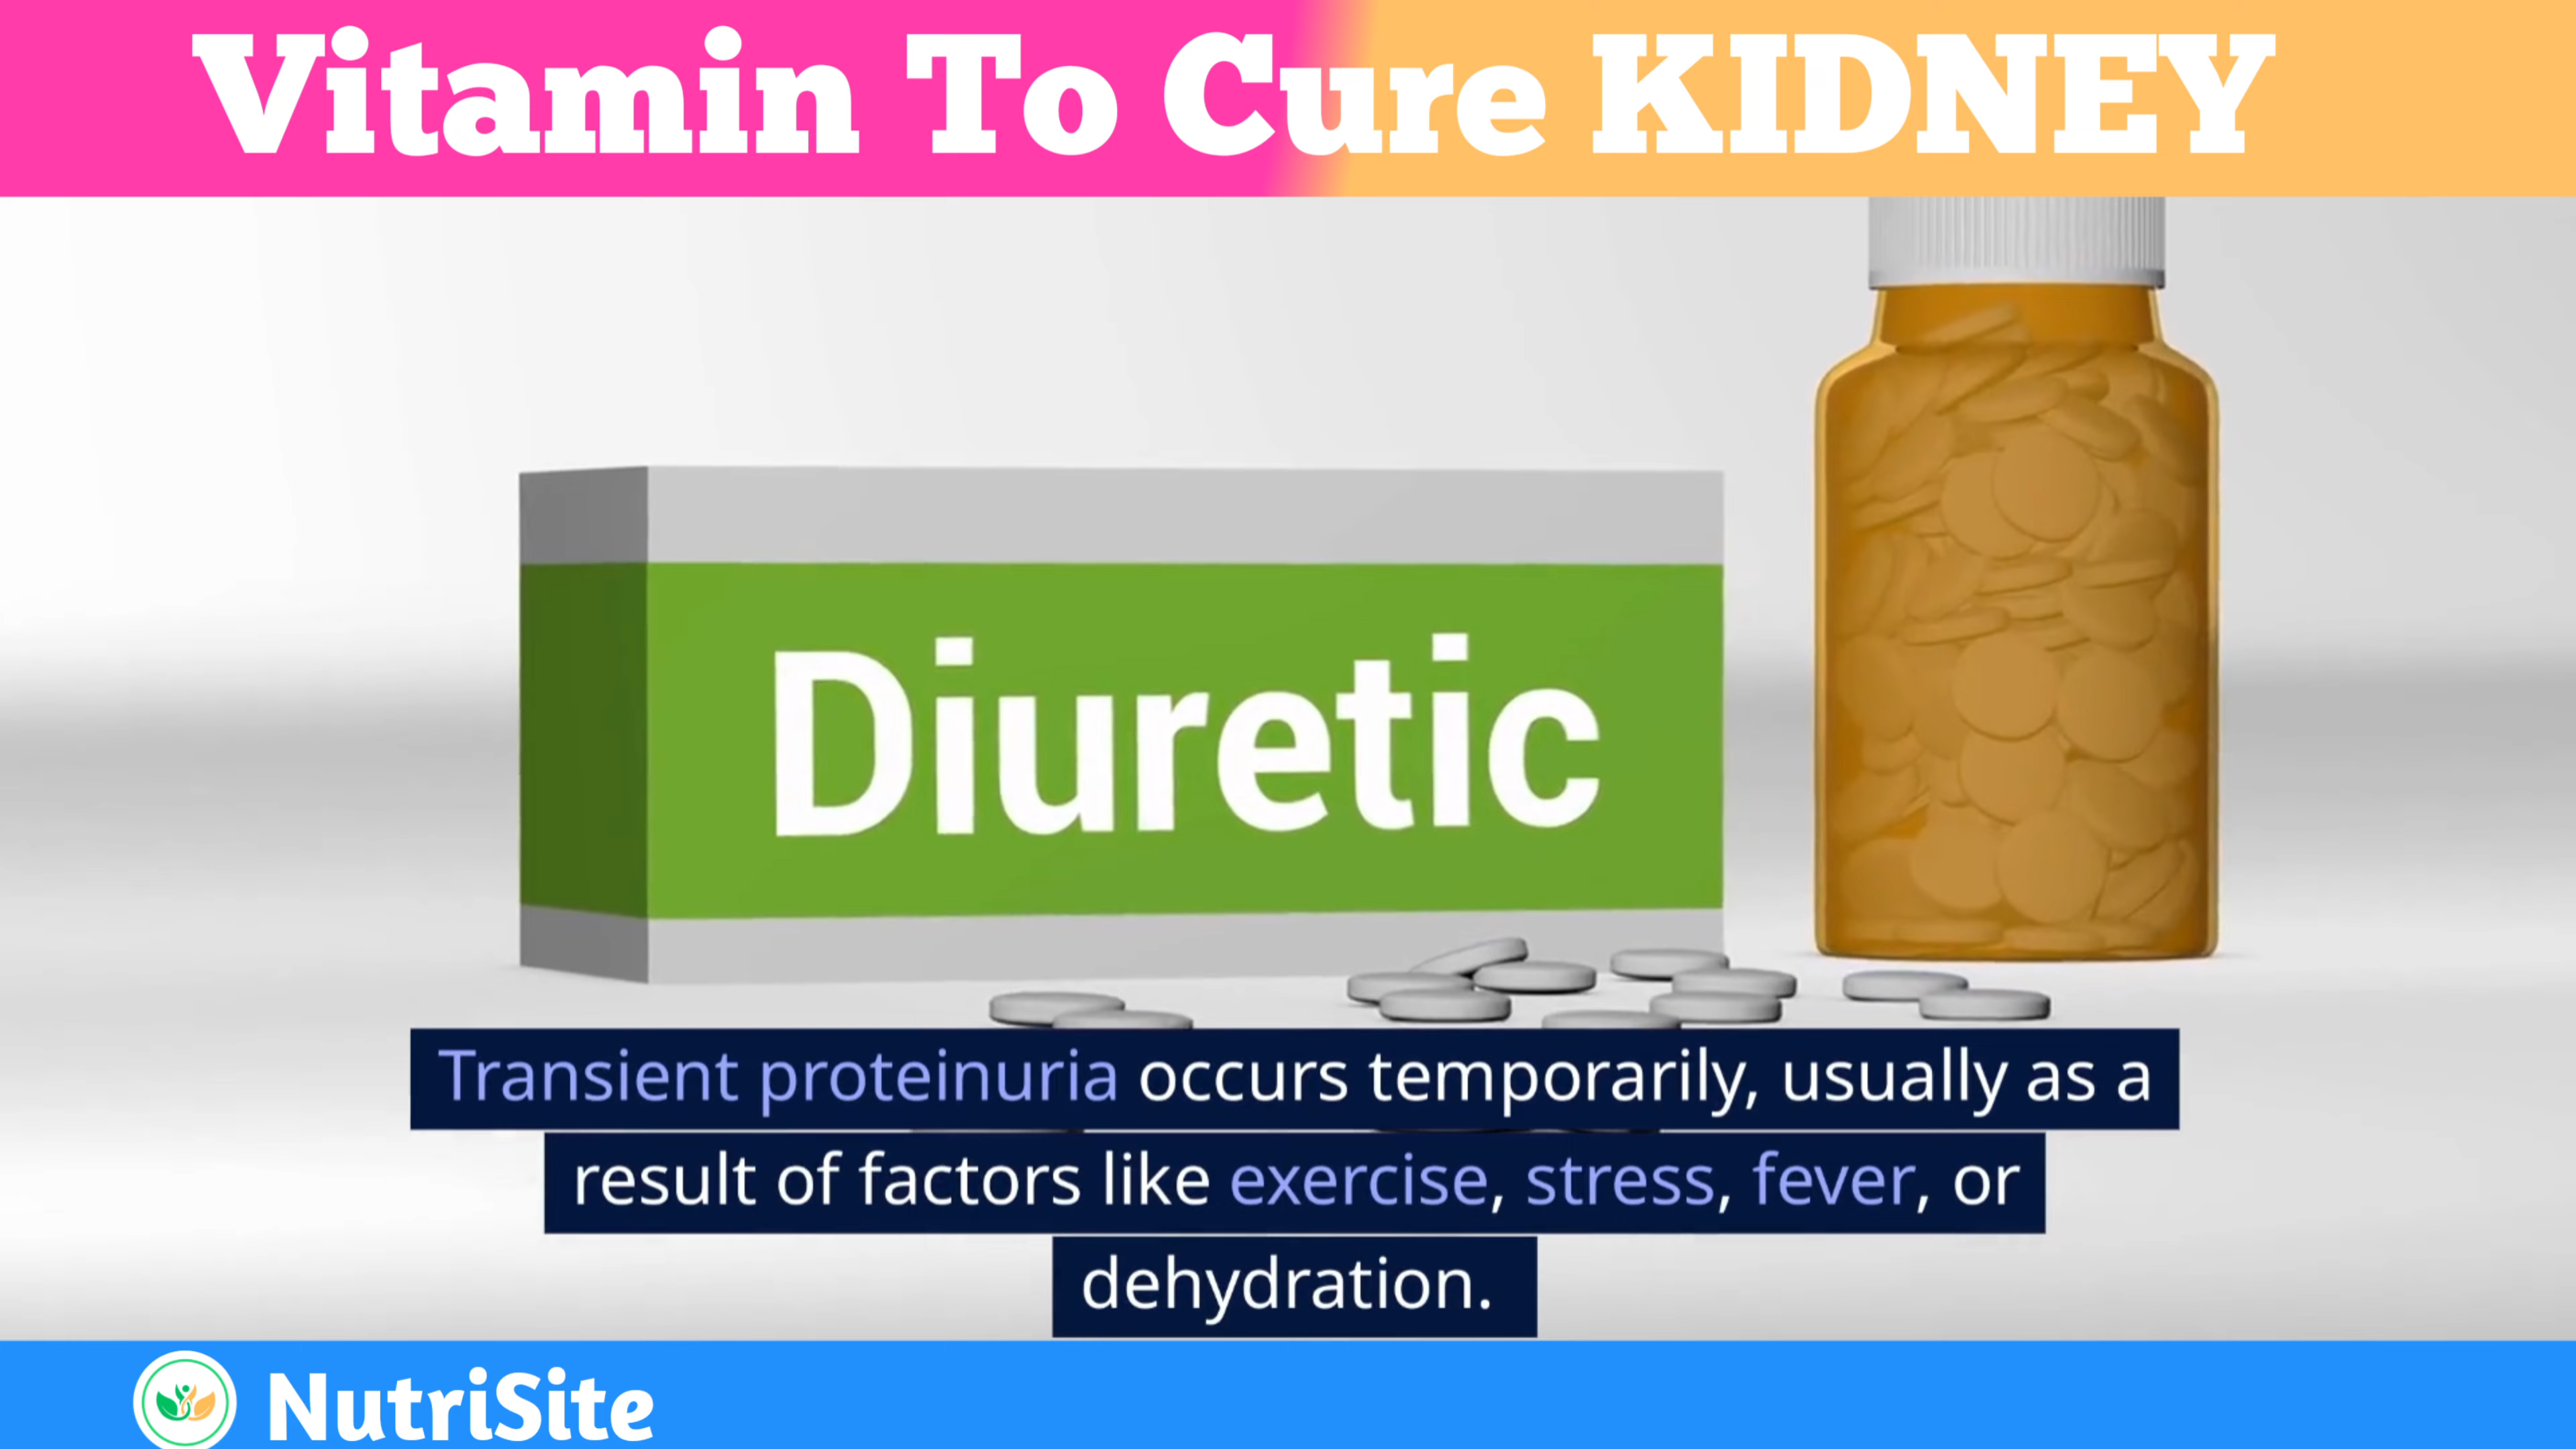 Vitamin To Cure KIDNEY
Diuretic
Transient proteinuria occurs temporarily, usually as a
result of factors like exercise, stress, fever, or
dehydration.
NutriSite